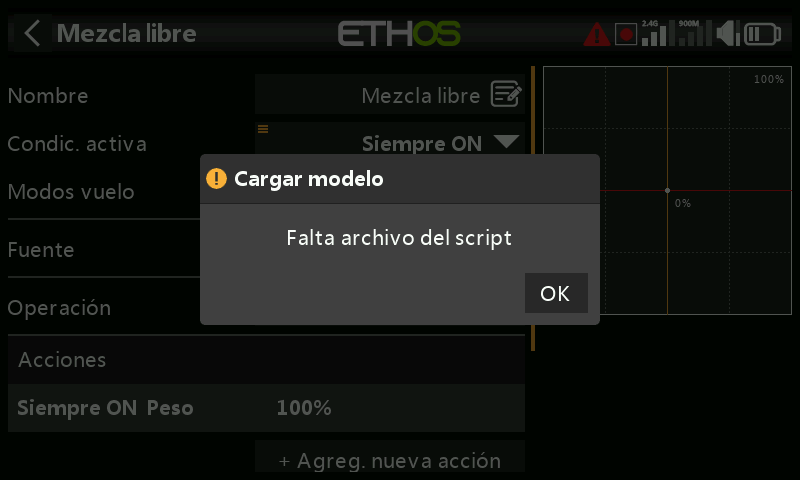 Mezcla libre
ETHOS
2.4G
900M
Nombre
Mezcla libre
100%
Condic. activa
Siempre ON
Cargar modelo
Modos vuelo
0%
Falta archivo del script
Fuente
OK
Operación
Acciones
Siempre ON Peso 100%
+ Agreg. nueva acción